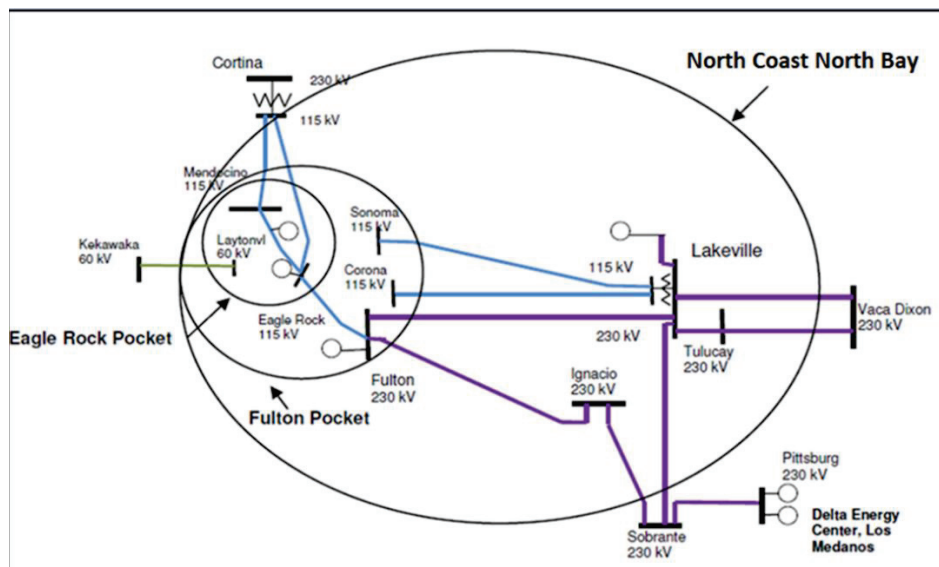 North Coast North Bay
Cortina
230 kV
115 kV
Mendocino
115 kV
Sonoma
115 kV
Kekawaka
60 kV
Laytonvl
60 kV
Lakeville
115 kV
Corona
115 kV
Vaca Dixon
230 kV
Eagle Rock Pocket
Eagle Rock
115 kV
230 kV
Tulucay
230 kV
Fulton
230 kV
Ignacio
230 kV
Fulton Pocket
Pittsburg
230 kV
Delta Energy
Center, Los
Medanos
Sobrante
230 kV